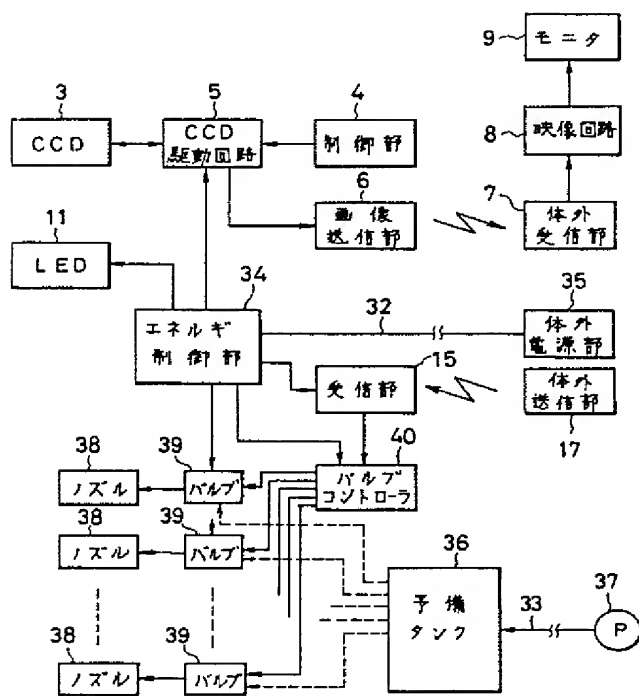 9
モニタ
3
5
4
CCD
CCD
駆動回路
制御部
8
映像回路
6
画像
送信部
7
体外
受信部
11
LED
34
エネルギ
制御部
32
35
体外
電源部
15
受信部
体外
送信部
17
38
ノズル
39
バルブ
40
バルブ
コントローラ
38
ノズル
39
バルブ
36
予備
タンク
33
37
P
38
ノズル
39
バルブ